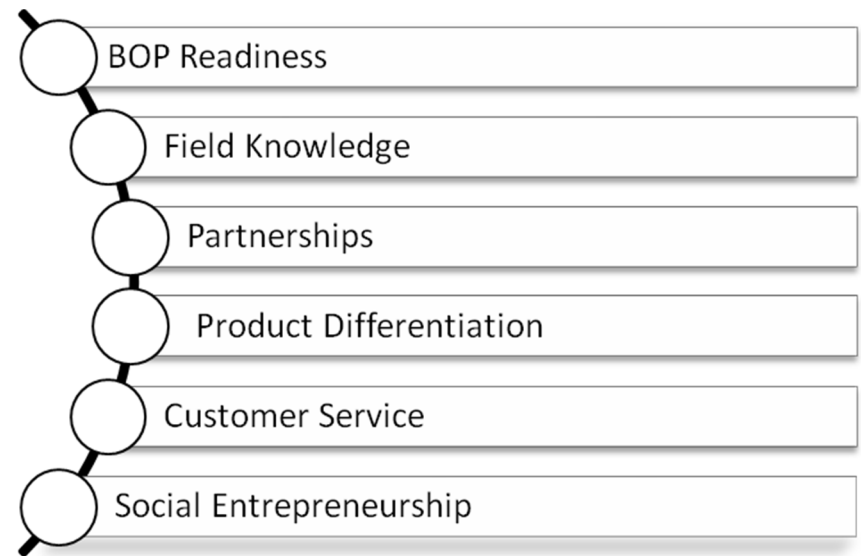 BOP Readiness
Field Knowledge
Partnerships
Product Differentiation
Customer Service
Social Entrepreneurship